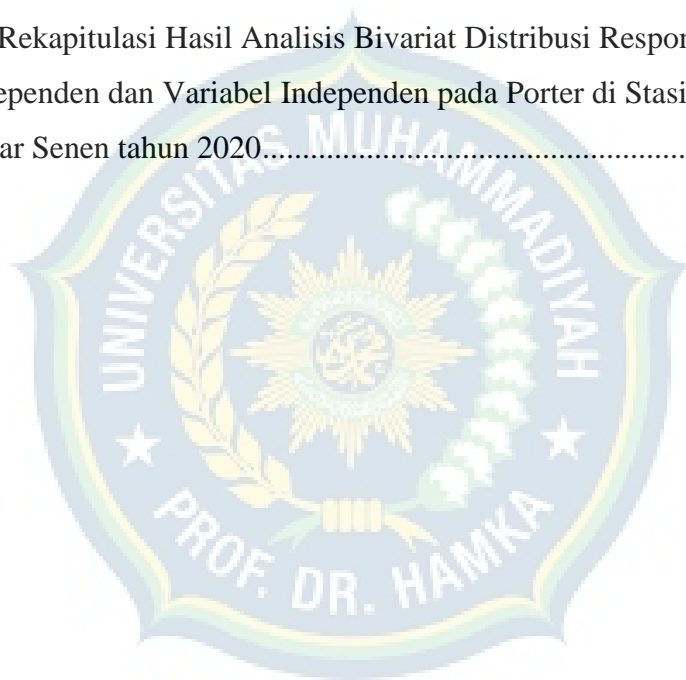 Rekapitulasi Hasil Analisis Bivariat Distribusi Respon
ependen dan Variabel Independen pada Porter di Stasi
ar Senen tahun 2020
UNIVERSITAS MUHAMMADIYAH
PROF. DR. HAMKA